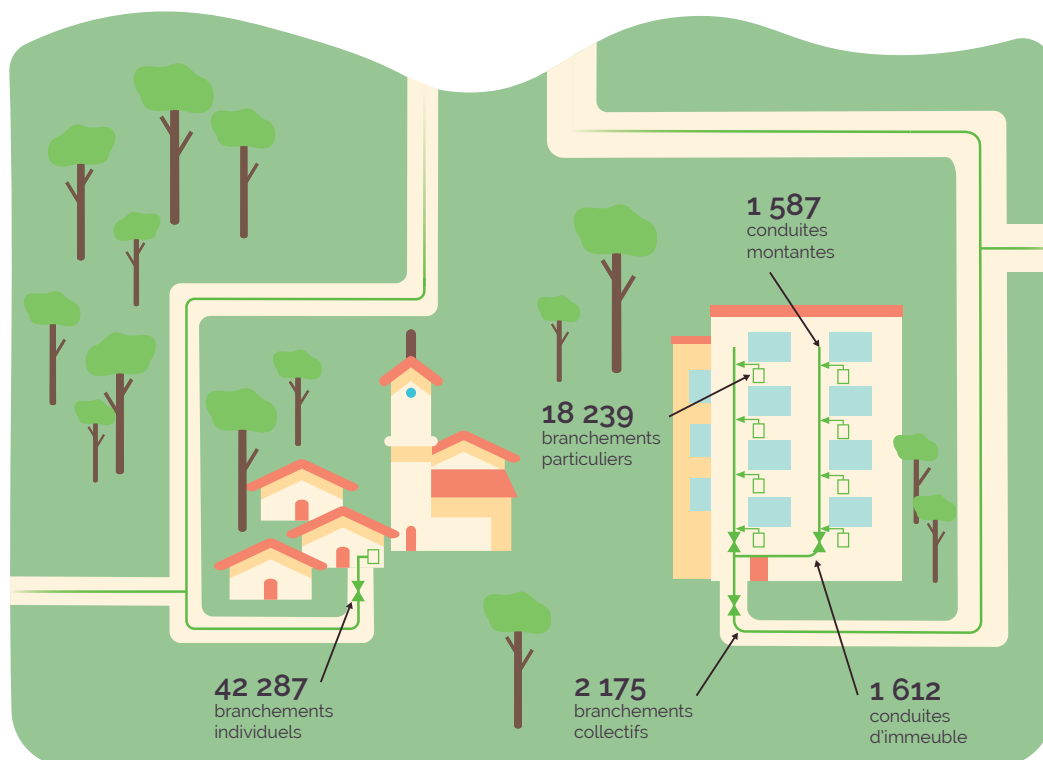 1 587
conduites
montantes
18 239
branchements
particuliers
42 287
branchements
individuels
2 175
branchements
collectifs
1 612
conduites
d'immeuble